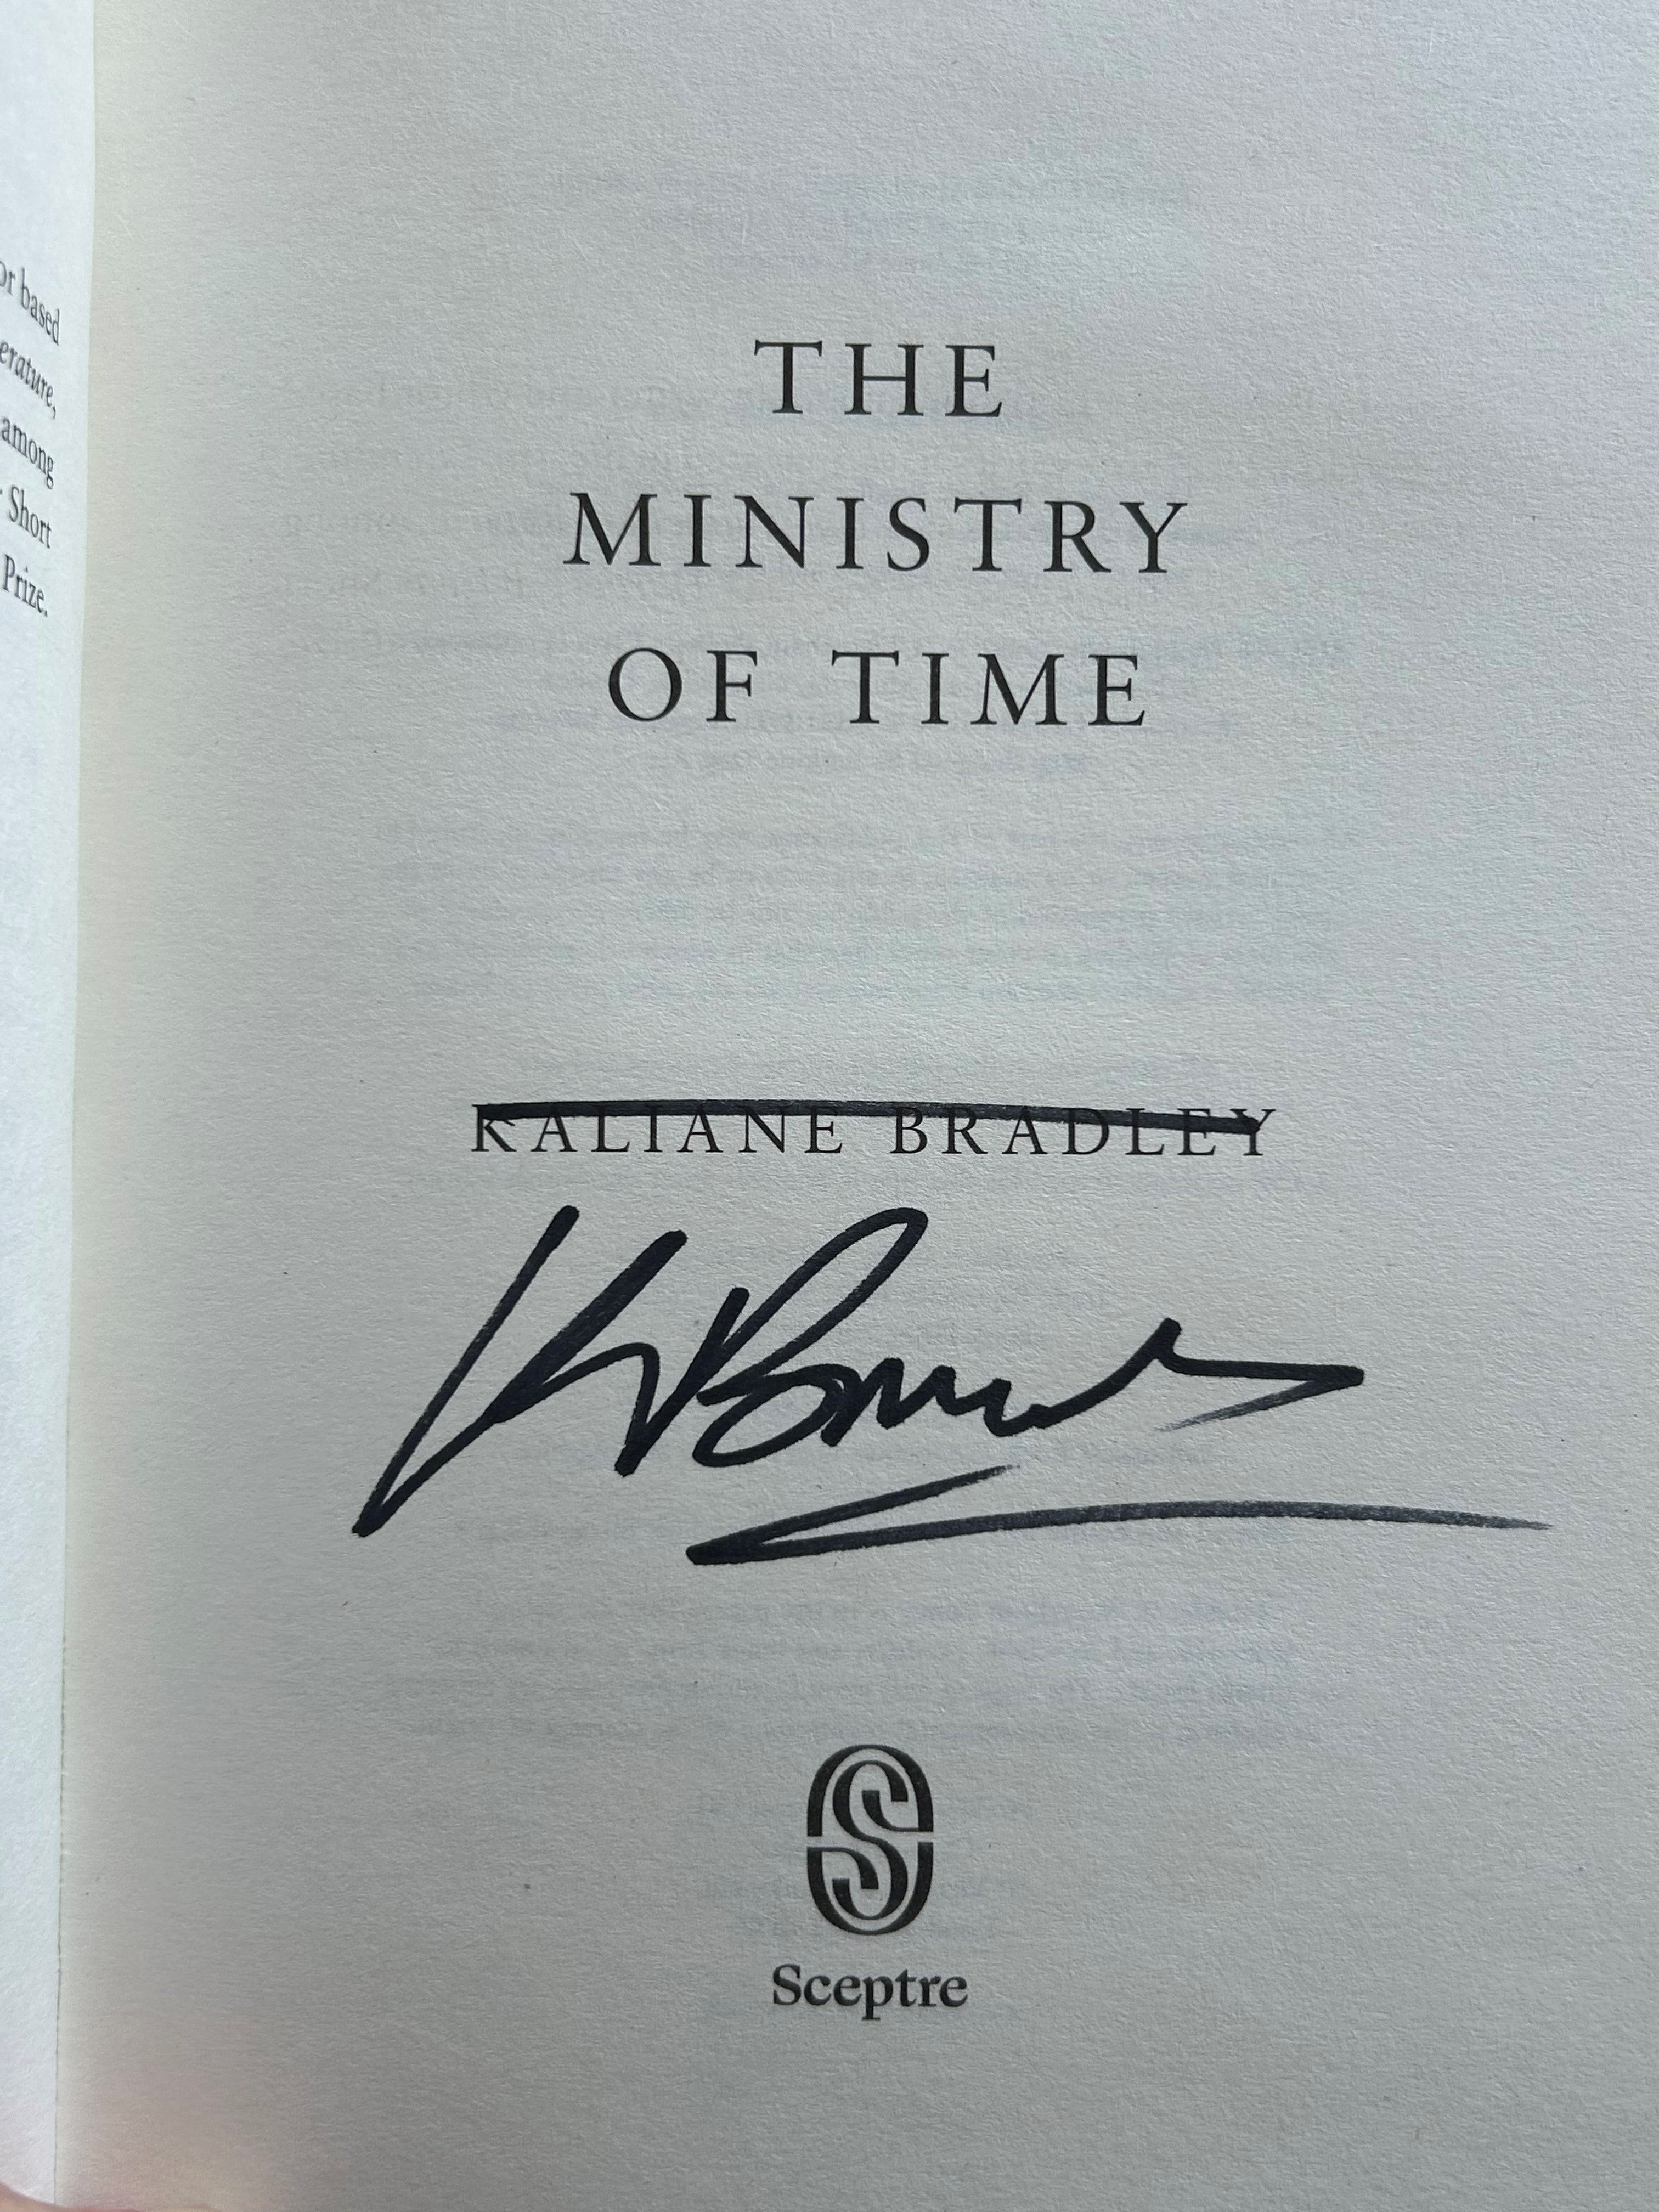 or based
erature,
among
Short
Prize.
THE
MINISTRY
OF TIME
KALIANE BRADLEY
Sceptre